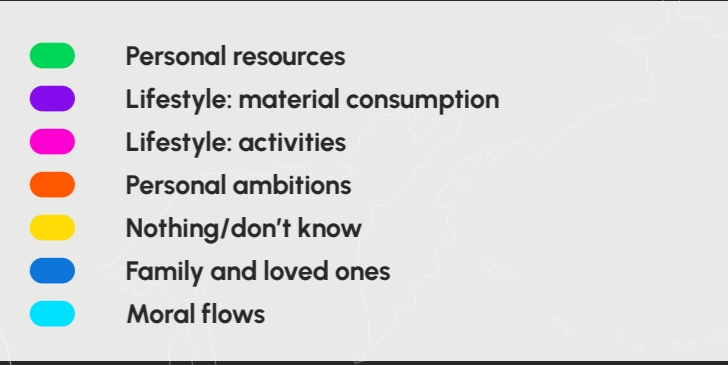 Personal resources
Lifestyle: material consumption
Lifestyle: activities
Personal ambitions
Nothing/don't know
Family and loved ones
Moral flows